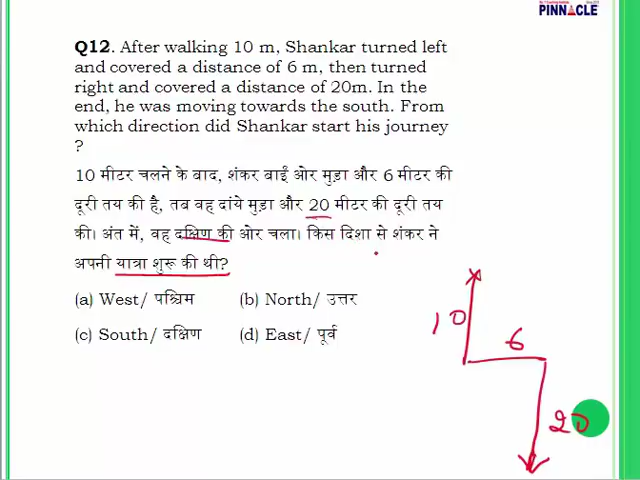 PINNACLE
Q12. After walking 10 m, Shankar turned left
and covered a distance of 6 m, then turned
right and covered a distance of 20m. In the
end, he was moving towards the south. From
which direction did Shankar start his journey
?
10 मीटर चलने के बाद, शंकर बाईं ओर मुड़ा और 6 मीटर की
दूरी तय की है, तब वह दांये मुड़ा और 20 मीटर की दूरी तय
की। अंत में, वह दक्षिण की ओर चला। किस दिशा से शंकर ने
अपनी यात्रा शुरू की थी?
(a) West/ पश्चिम (b) North/ उत्तर
(c) South/ दक्षिण (d) East/ पूर्व
10
6
20